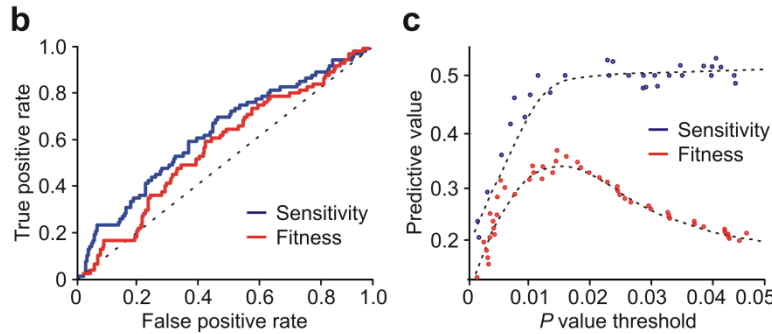 b
True positive rate
1.0
0.8
0.6
0.4
0.2
0
Sensitivity
Fitness
0
0.2
0.4
0.6
0.8
1.0
False positive rate
c
Predictive value
0.5
0.4
0.3
0.2
Sensitivity
Fitness
0
0.01
0.02
0.03
0.04
0.05
P value threshold